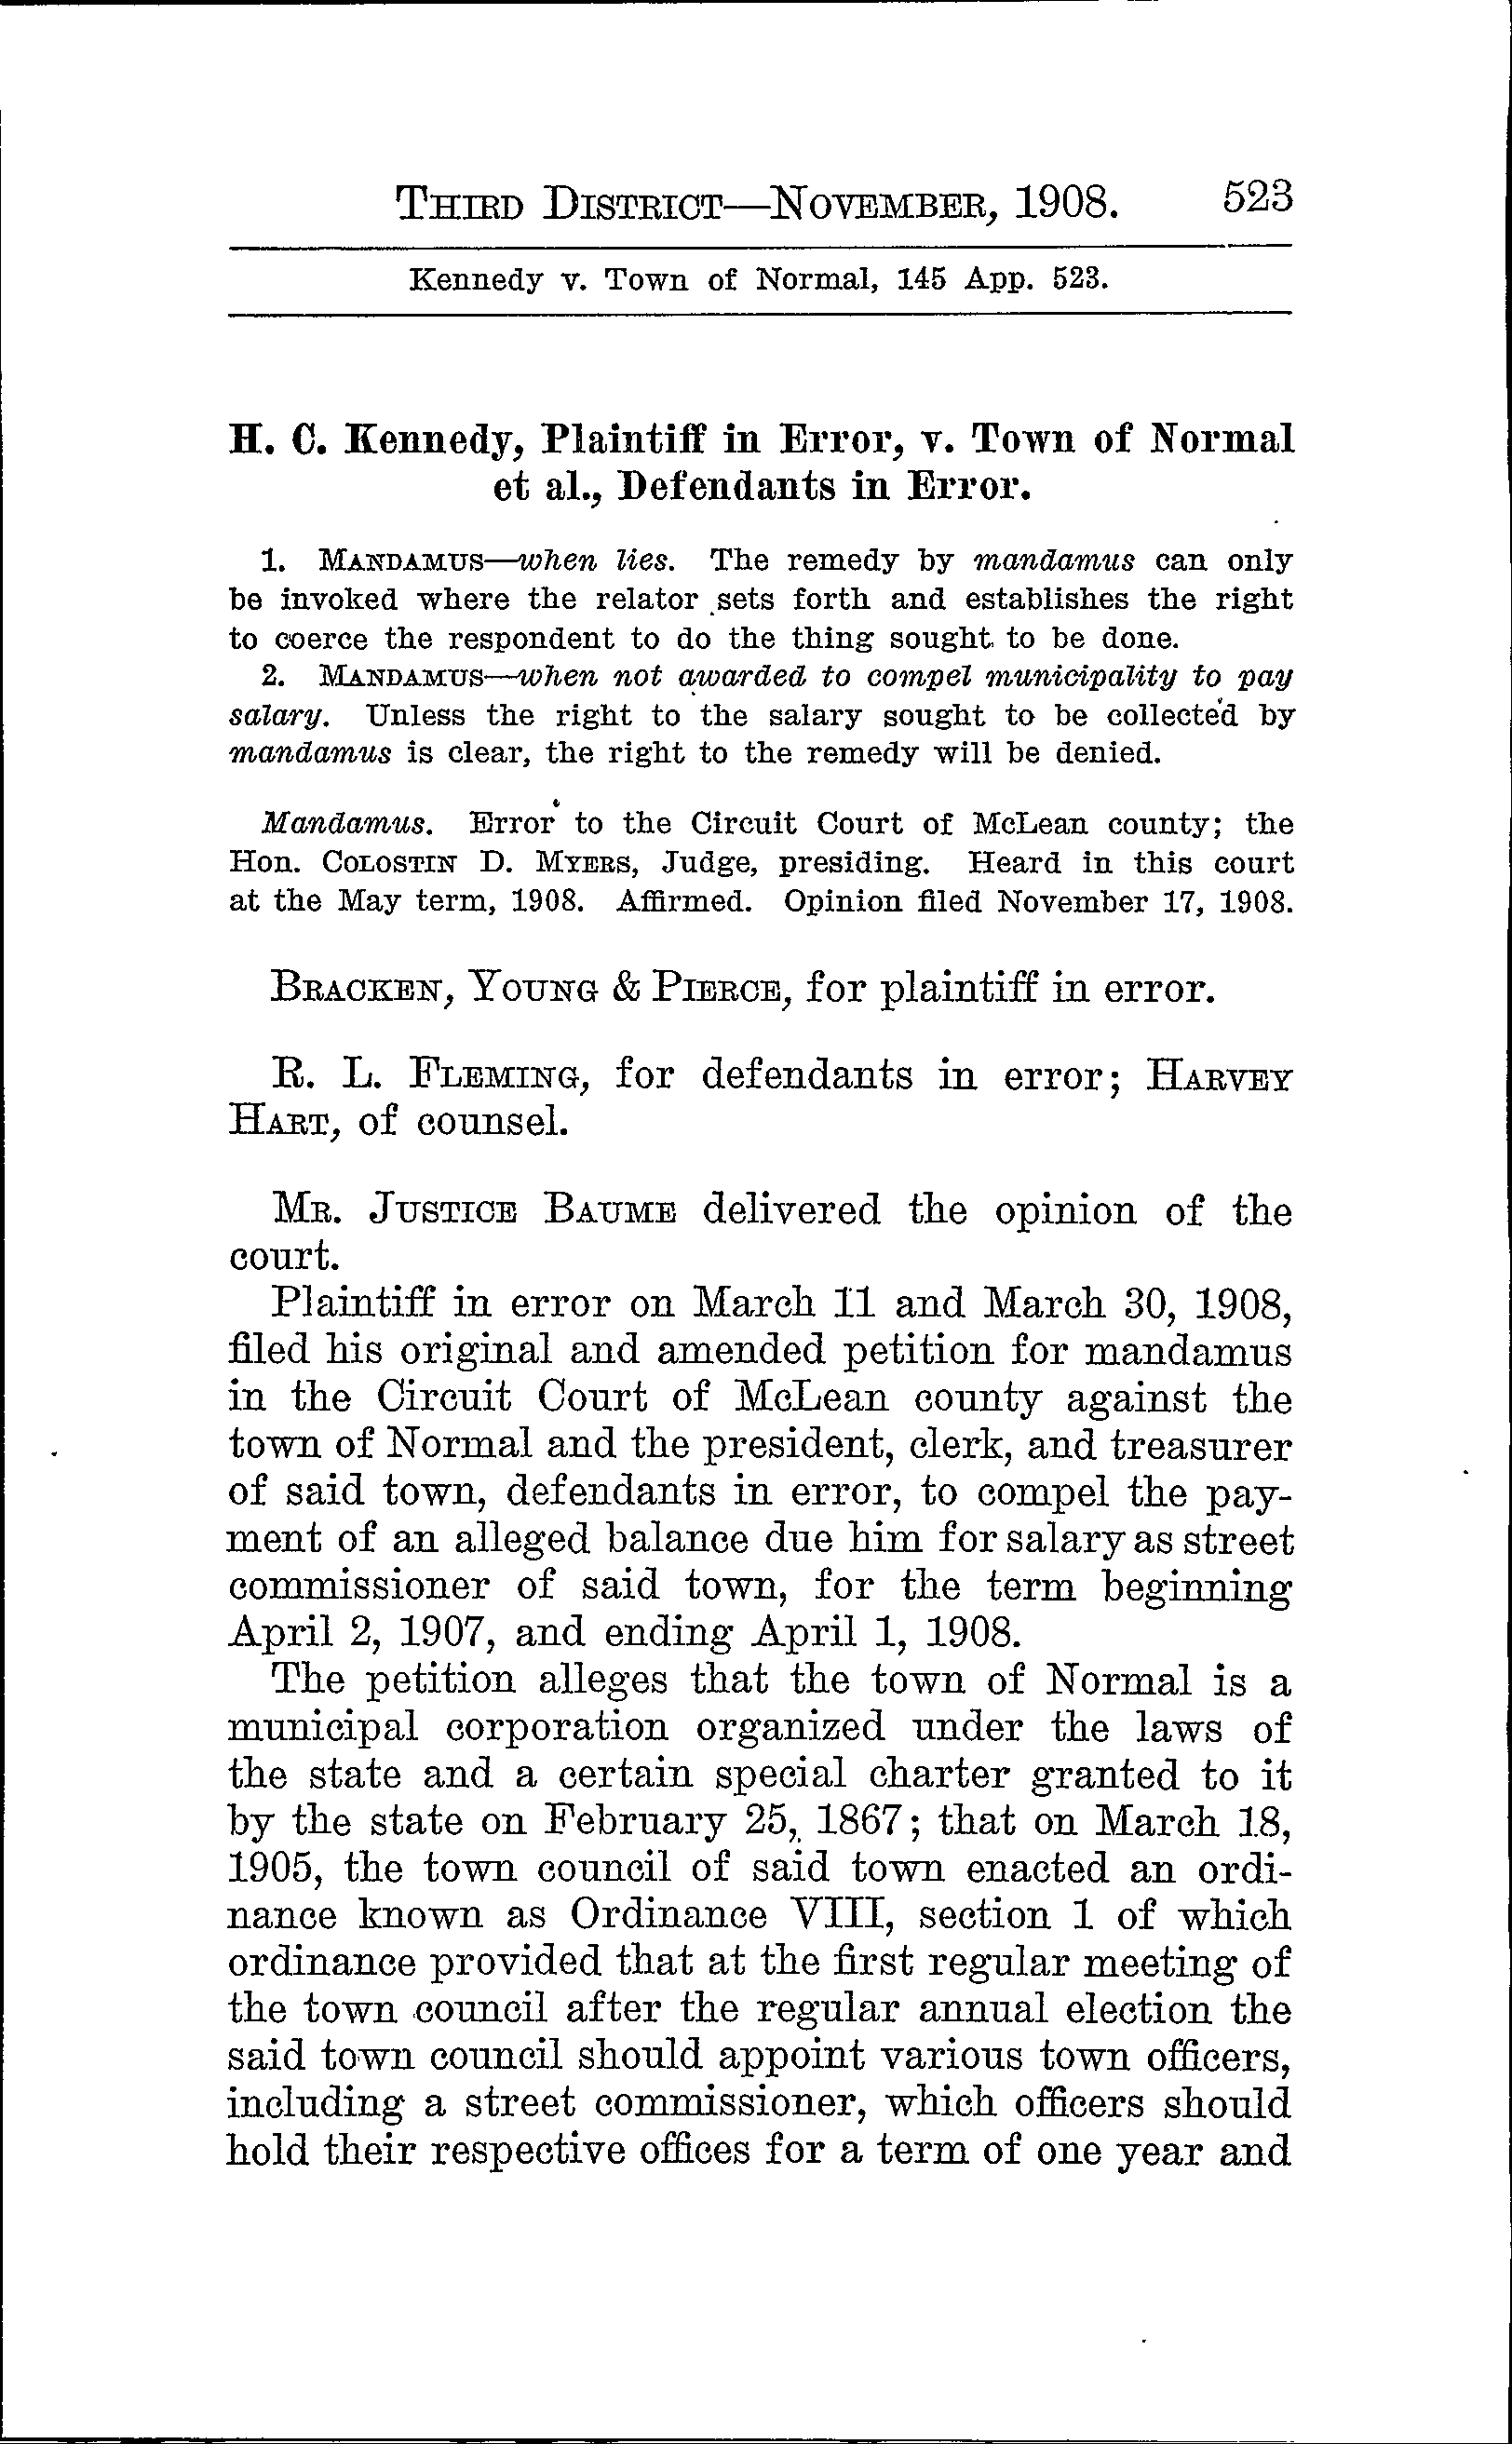 THIRD DISTRICT—NOVEMBER, 1908. 523
Kennedy v. Town of Normal, 145 App. 523.
H. C. Kennedy, Plaintiff in Error, v. Town of Normal
et al., Defendants in Error.
1. MANDAMUS—when lies. The remedy by mandamus can only
be invoked where the relator sets forth and establishes the right
to coerce the respondent to do the thing sought to be done.
2. MANDAMUS—when not awarded to compel municipality to pay
salary. Unless the right to the salary sought to be collected by
mandamus is clear, the right to the remedy will be denied.
Mandamus. Error to the Circuit Court of McLean county; the
Hon. COLOSTIN D. MYERS, Judge, presiding. Heard in this court
at the May term, 1908. Affirmed. Opinion filed November 17, 1908.
BRACKEN, YOUNG & PIERCE, for plaintiff in error.
R. L. FLEMING, for defendants in error; HARVEY
HART, of counsel.
MR. JUSTICE BAUME delivered the opinion of the
court.
Plaintiff in error on March 11 and March 30, 1908,
filed his original and amended petition for mandamus
in the Circuit Court of McLean county against the
town of Normal and the president, clerk, and treasurer
of said town, defendants in error, to compel the pay-
ment of an alleged balance due him for salary as street
commissioner of said town, for the term beginning
April 2, 1907, and ending April 1, 1908.
The petition alleges that the town of Normal is a
municipal corporation organized under the laws of
the state and a certain special charter granted to it
by the state on February 25, 1867; that on March 18,
1905, the town council of said town enacted an ordi-
nance known as Ordinance VIII, section 1 of which
ordinance provided that at the first regular meeting of
the town council after the regular annual election the
said town council should appoint various town officers,
including a street commissioner, which officers should
hold their respective offices for a term of one year and